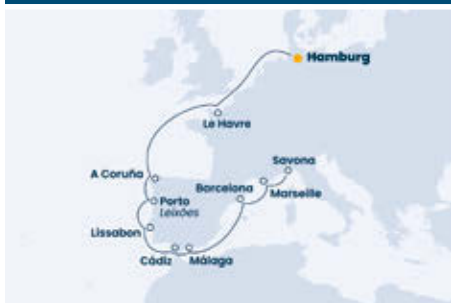 Hamburg
Le Havre
Savona
A Coruña
Barcelona
Marseille
Porto
Leixões
Lissabon
Cádiz
Málaga